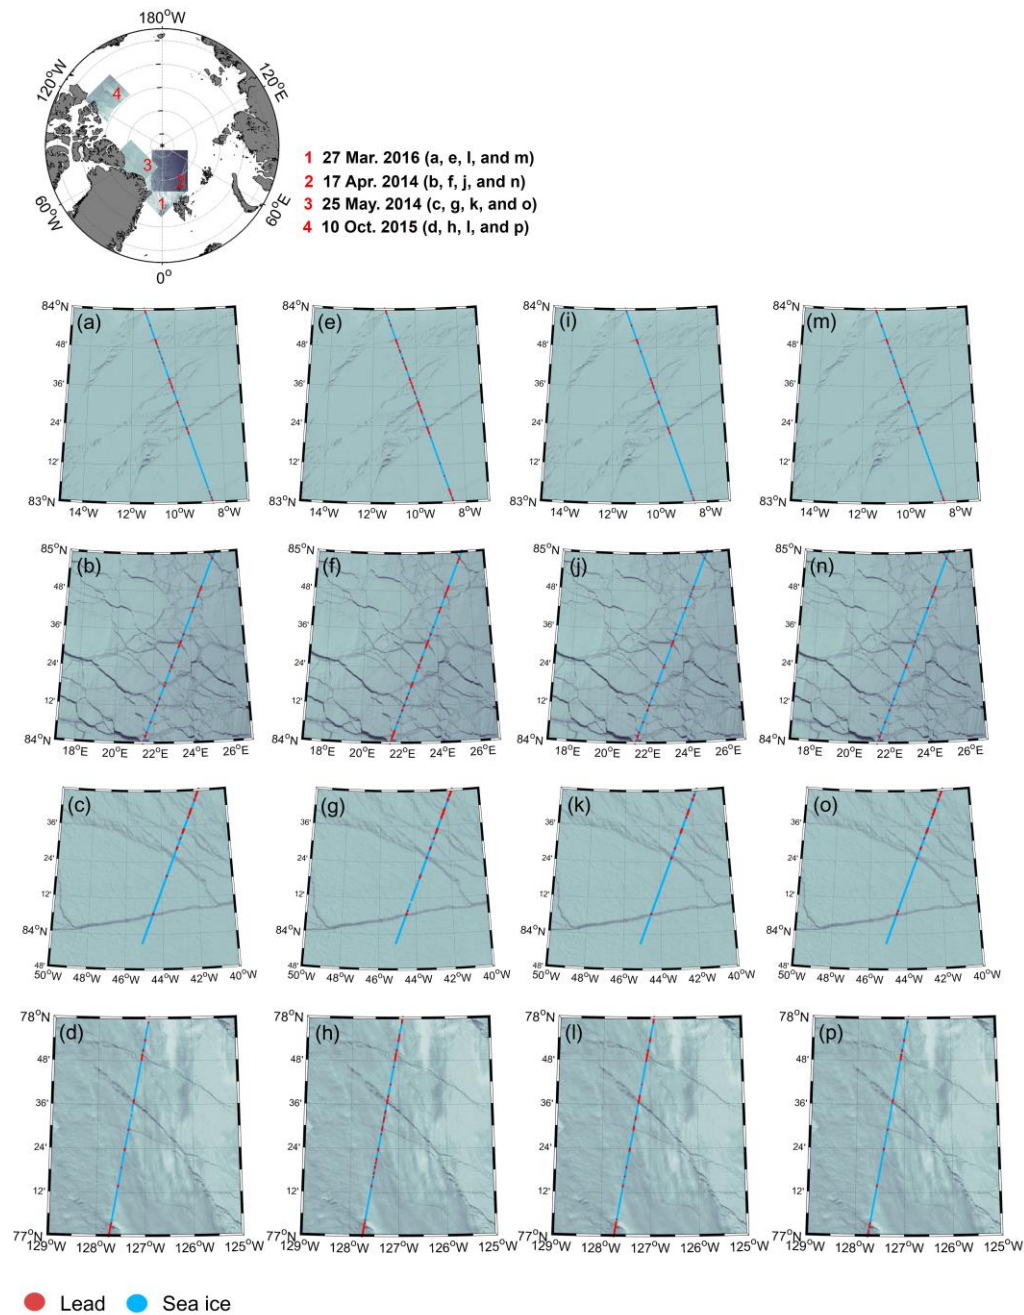 180°W
120°W
120°E
4
3
2
1
60°W
60°E
0°
1 27 Mar. 2016 (a, e, l, and m)
2 17 Apr. 2014 (b, f, j, and n)
3 25 May. 2014 (c, g, k, and o)
4 10 Oct. 2015 (d, h, l, and p)
84°N 84°N 84°N 84°N
(a) (e) (i) (m)
48' 48' 48' 48'
36' 36' 36' 36'
24' 24' 24' 24'
12' 12' 12' 12'
83°N 83°N 83°N 83°N
14°W 12°W 10°W 8°W 14°W 12°W 10°W 8°W 14°W 12°W 10°W 8°W 14°W 12°W 10°W 8°W
85°N 85°N 85°N 85°N
(b) (f) (j) (n)
48' 48' 48' 48'
36' 36' 36' 36'
24' 24' 24' 24'
12' 12' 12' 12'
84°N 84°N 84°N 84°N
18°E 20°E 22°E 24°E 26°E 18°E 20°E 22°E 24°E 26°E 18°E 20°E 22°E 24°E 26°E 18°E 20°E 22°E 24°E 26°E
(c) (g) (k) (o)
36' 36' 36' 36'
24' 24' 24' 24'
12' 12' 12' 12'
84°N 84°N 84°N 84°N
48' 48' 48' 48'
50°W 48°W 46°W 44°W 42°W 40°W 50°W 48°W 46°W 44°W 42°W 40°W 50°W 48°W 46°W 44°W 42°W 40°W 50°W 48°W 46°W 44°W 42°W 40°W
78°N 78°N 78°N 78°N
(d) (h) (l) (p)
48' 48' 48' 48'
36' 36' 36' 36'
24' 24' 24' 24'
12' 12' 12' 12'
77°N 77°N 77°N 77°N
129°W 128°W 127°W 126°W 125°W 129°W 128°W 127°W 126°W 125°W 129°W 128°W 127°W 126°W 125°W 129°W 128°W 127°W 126°W 125°W
Lead Sea ice